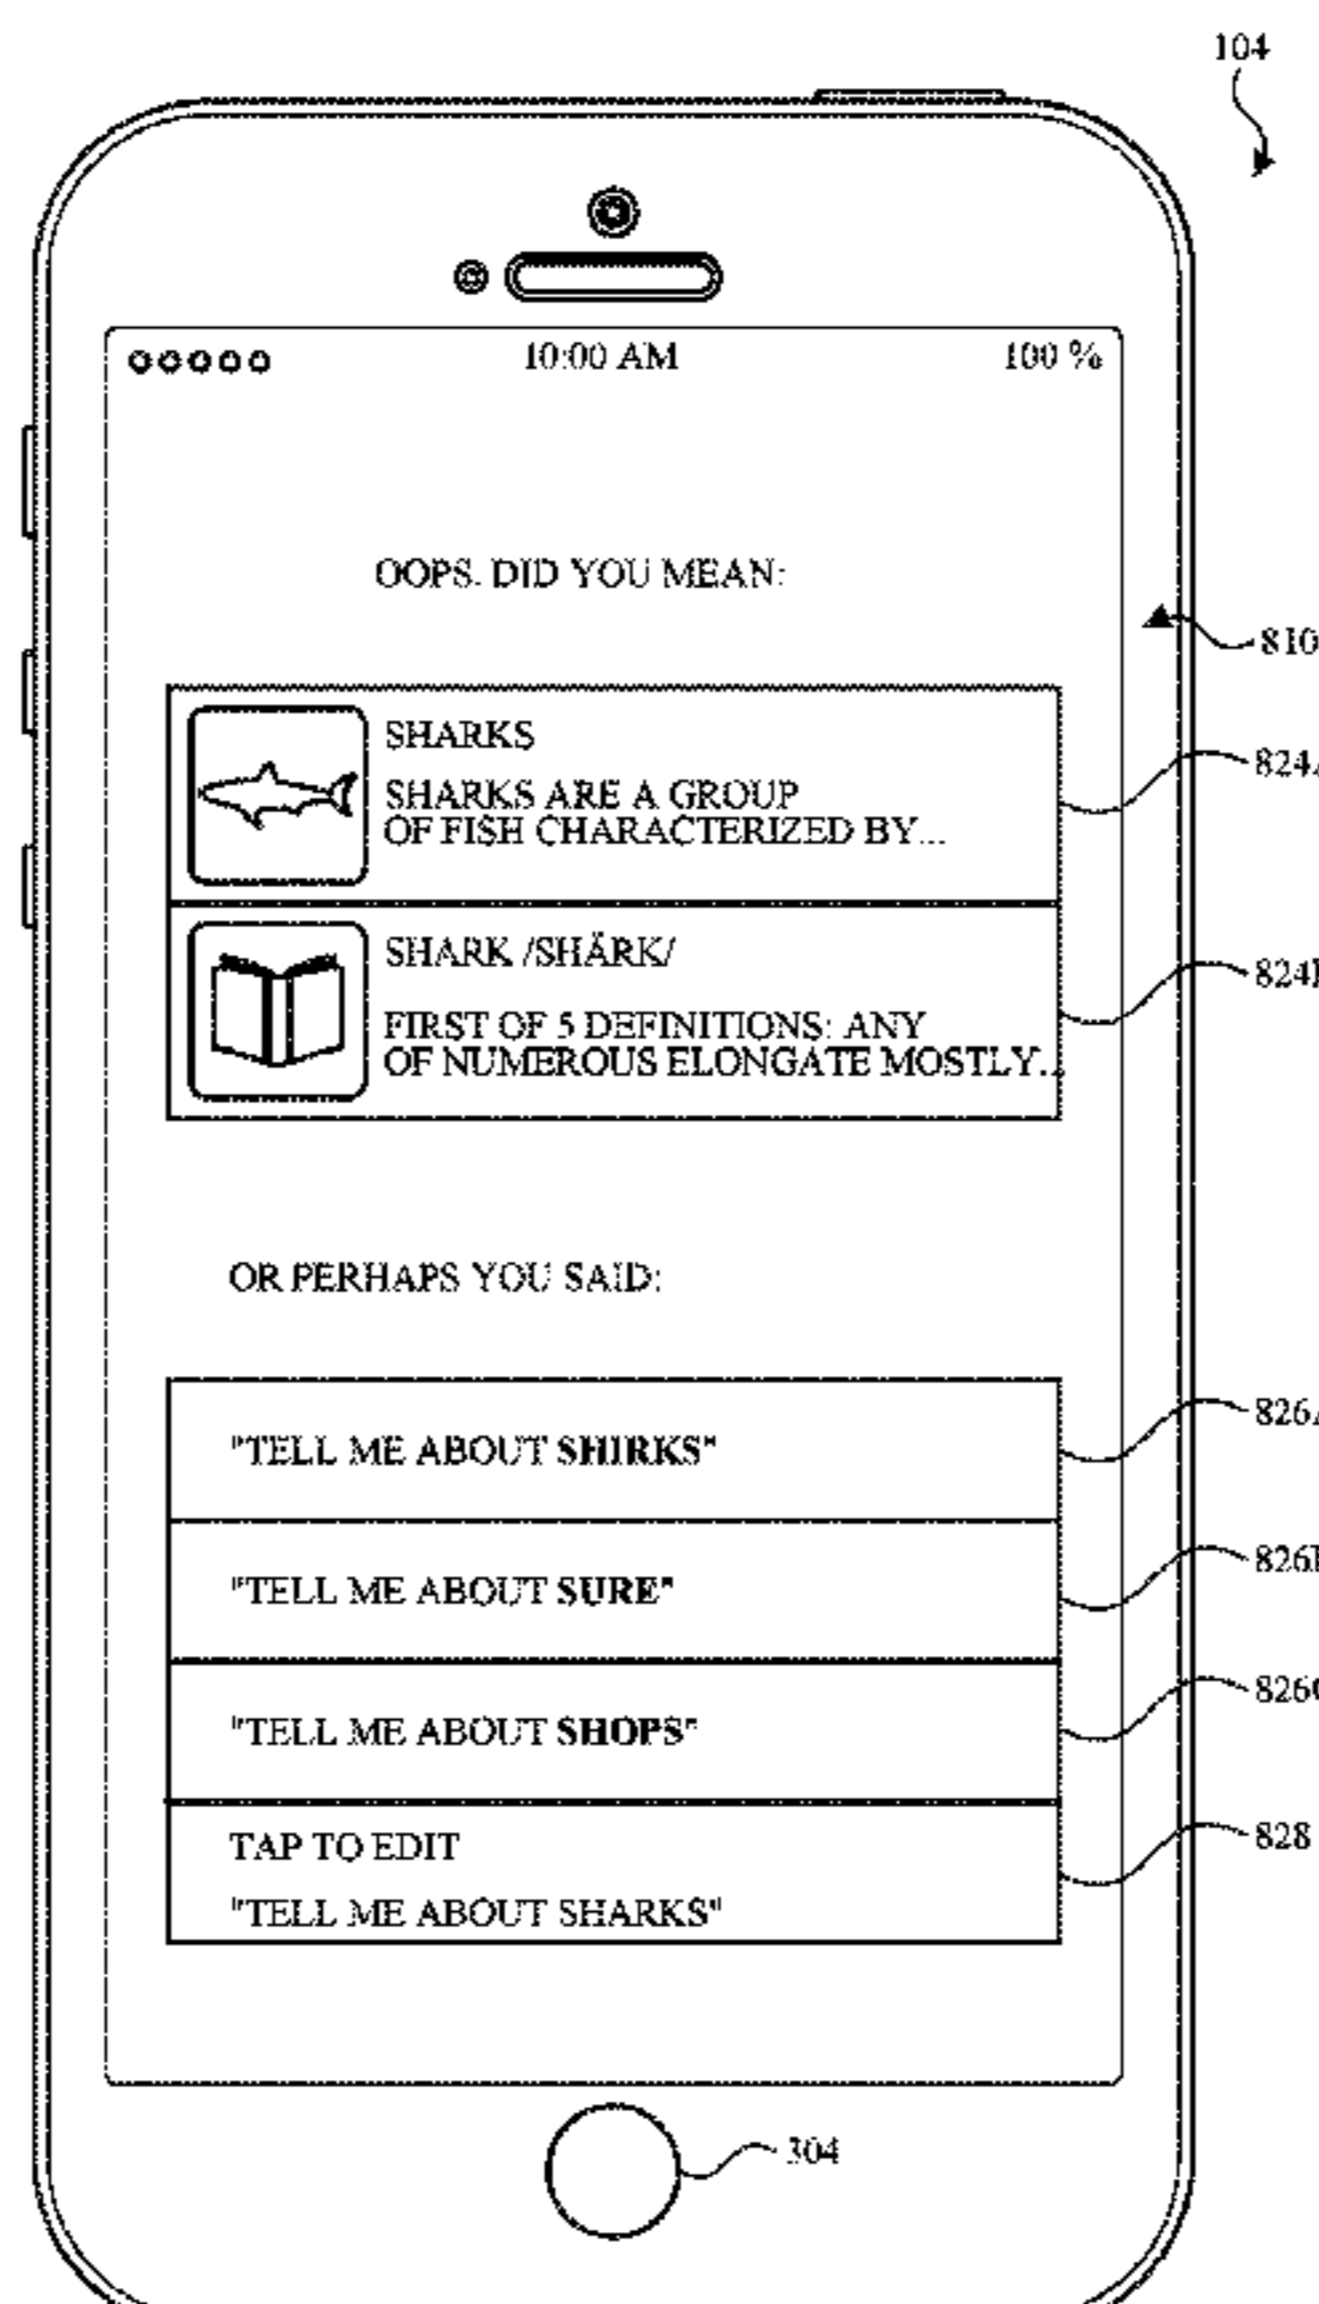 104
10:00 AM 100 %
OOPS. DID YOU MEAN:
810
SHARKS
824A
SHARKS ARE A GROUP
OF FISH CHARACTERIZED BY...
SHARK /SHÄRK/
FIRST OF 5 DEFINITIONS: ANY
OF NUMEROUS ELONGATE MOSTLY...
OR PERHAPS YOU SAID:
"TELL ME ABOUT SHIRKS"
826A
"TELL ME ABOUT SURE"
"TELL ME ABOUT SHOPS"
826C
TAP TO EDIT
828
"TELL ME ABOUT SHARKS"
304